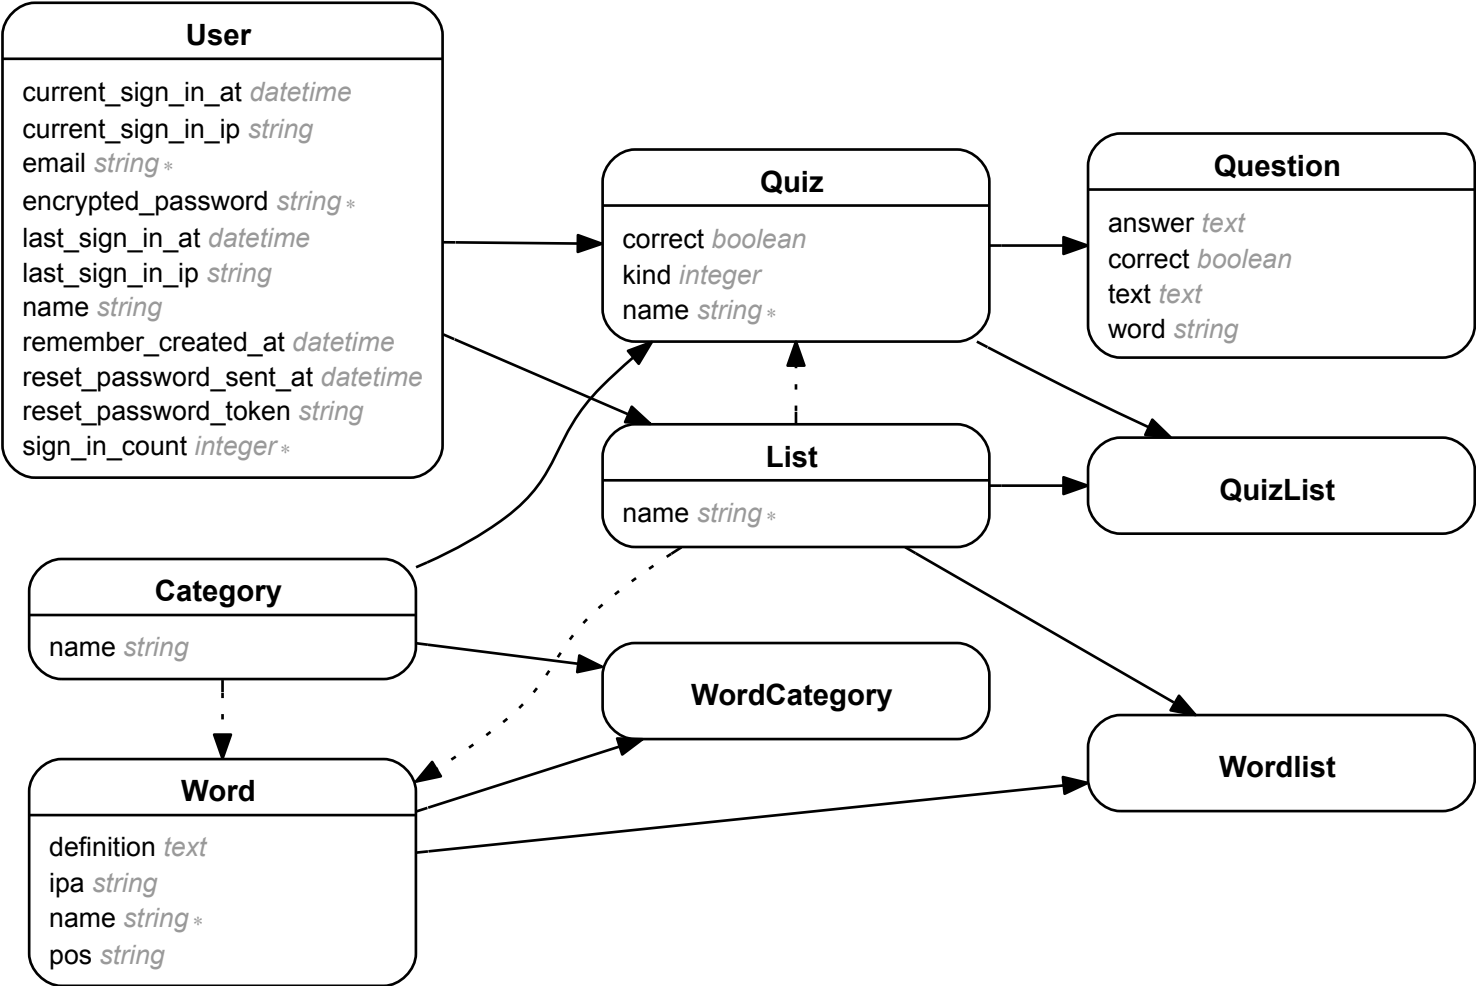 User
current_sign_in_at datetime
current_sign_in_ip string
email string *
encrypted_password string *
last_sign_in_at datetime
last_sign_in_ip string
name string
remember_created_at datetime
reset_password_sent_at datetime
reset_password_token string
sign_in_count integer *
Quiz
correct boolean
kind integer
name string *
Question
answer text
correct boolean
text text
word string
List
name string *
QuizList
Category
name string
WordCategory
Wordlist
Word
definition text
ipa string
name string *
pos string